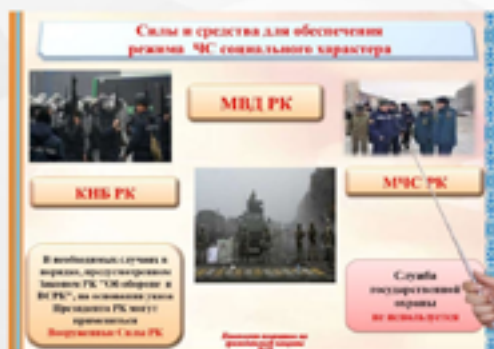 Силы и средства для обеспечения
режима ЧС социального характера
МВД РК
КНБ РК
МЧС РК
В необходимых случаях в
порядке, предусмотренном
Законом РК "Об обороне и
ВСРК", на основании указа
Президента РК могут
применяться
Вооруженные Силы РК
Служба
государственной
охраны
не используется